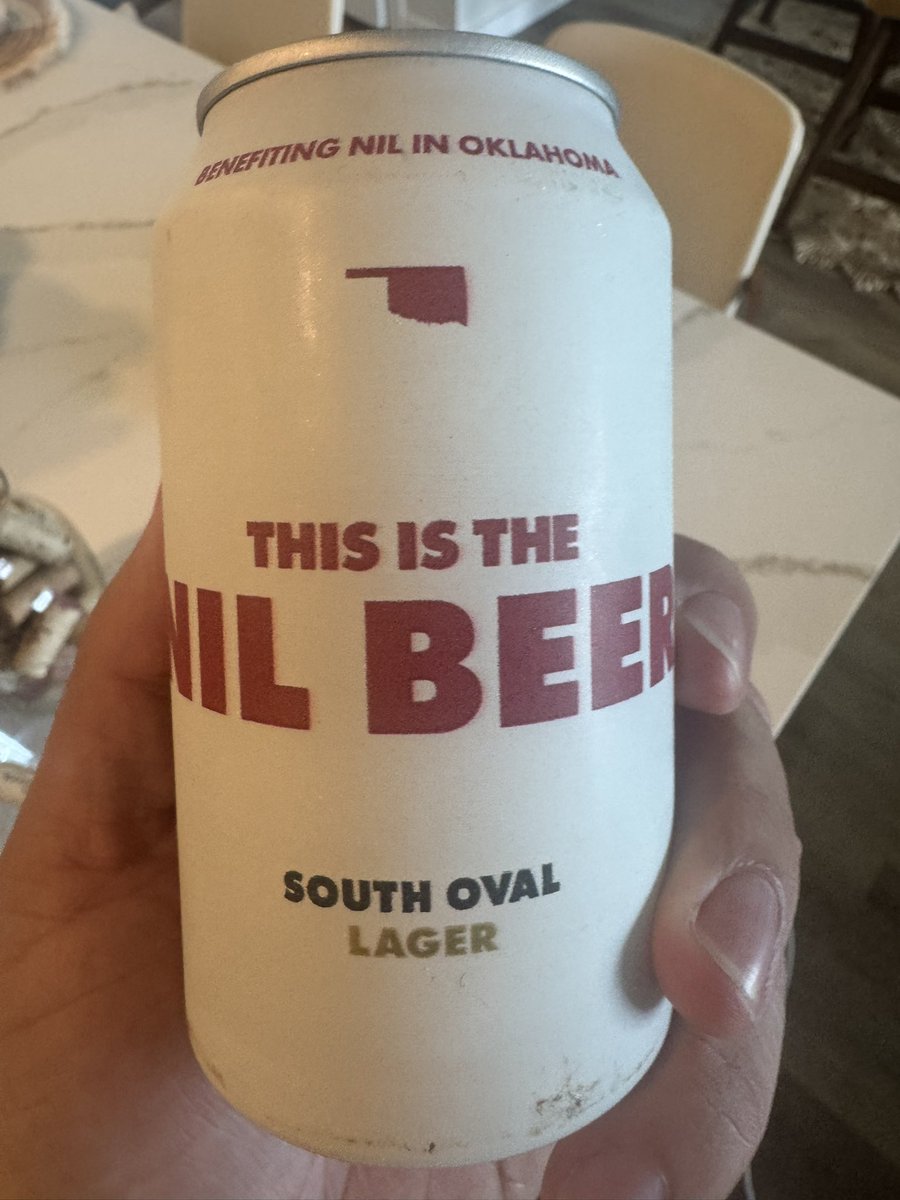 BENEFITING NIL IN OKLAHOMA
THIS IS THE
NIL BEER
SOUTH OVAL
LAGER